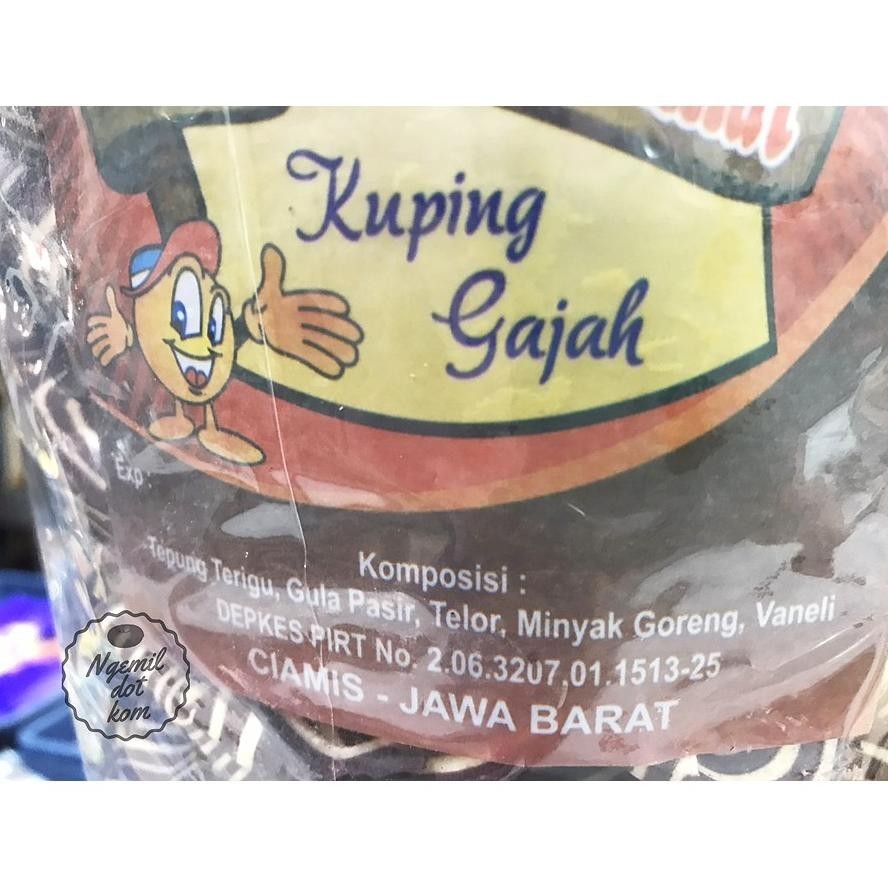 Kuping
Gajah
Exp :
Komposisi :
Tepung Terigu, Gula Pasir, Telor, Minyak Goreng, Vaneli
DEPKES PIRT No. 2.06.3207.01.1513-25
CIAMIS - JAWA BARAT
Ngemil
dot
kom